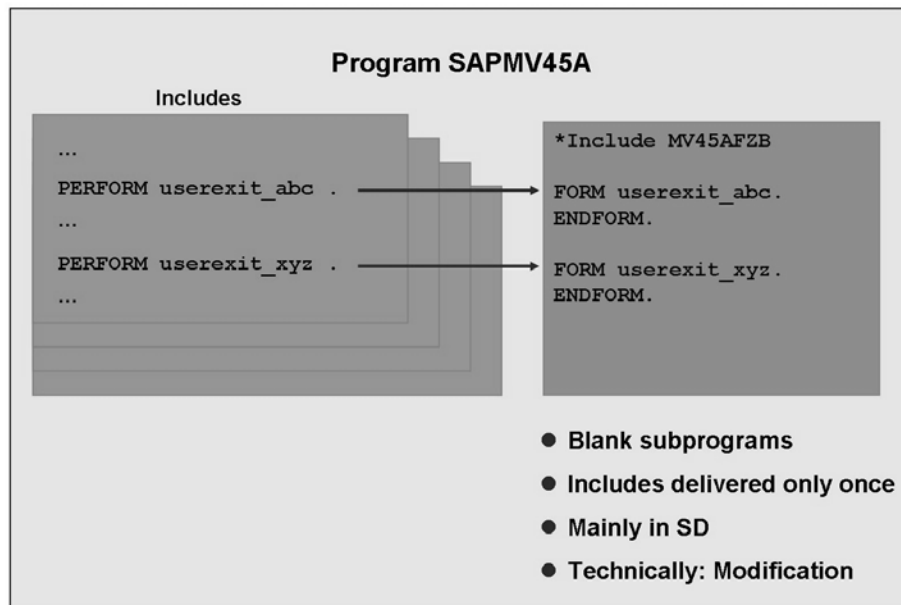 Program SAPMV45A
Includes
...
PERFORM userexit_abc .
...
PERFORM userexit_xyz .
...
*Include MV45AFZB
FORM userexit_abc.
ENDFORM.
FORM userexit_xyz.
ENDFORM.
● Blank subprograms
● Includes delivered only once
● Mainly in SD
● Technically: Modification